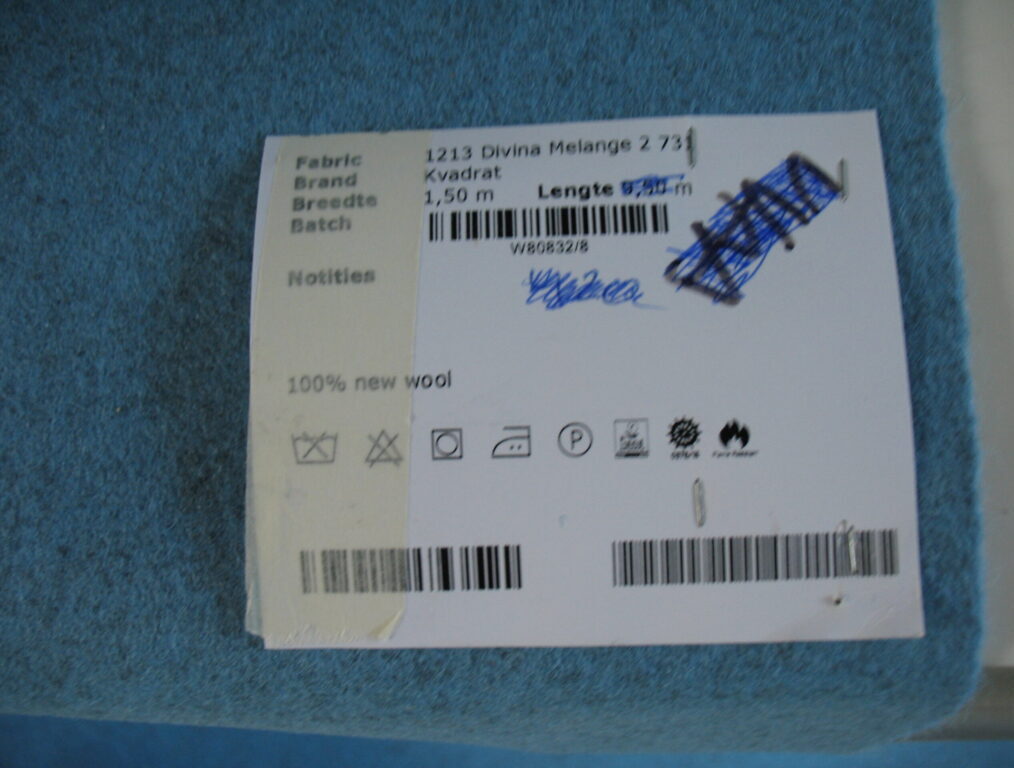 Fabric 1213 Divina Melange 2 731
Brand Kvadrat
Breedte 1,50 m Lengte m
Batch
W80832/8
Notities
100% new wool
P